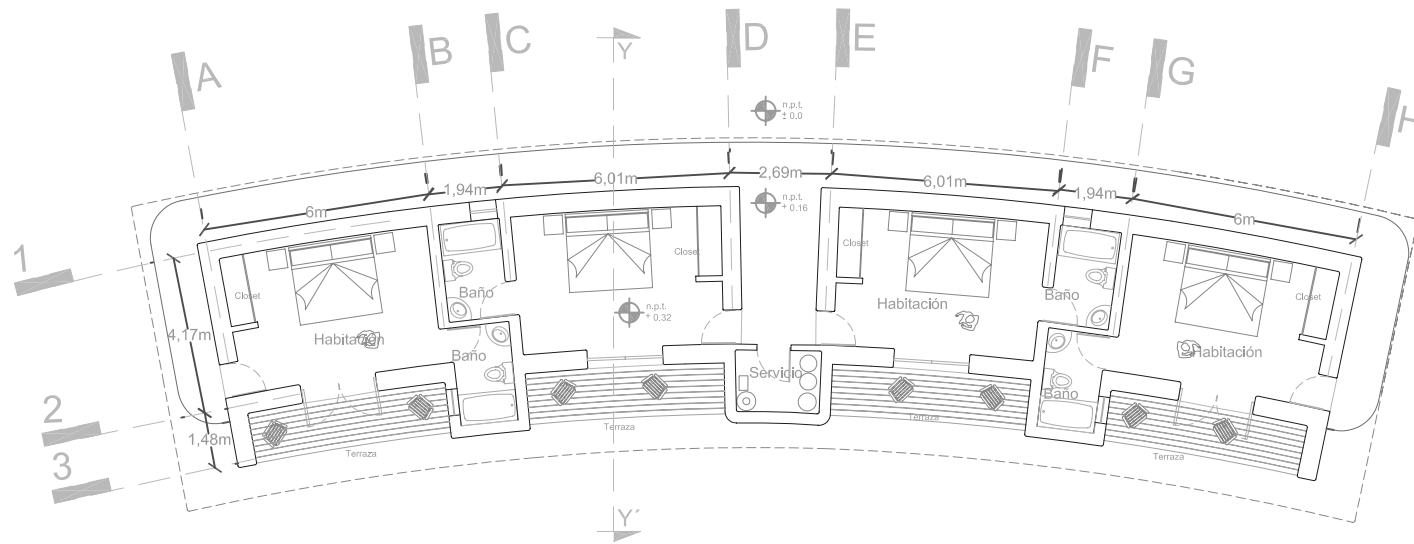 A
B
C
Y
D
E
F
G
H
n.p.t.
± 0.0
6m
1,94m
6,01m
2,69m
6,01m
1,94m
6m
n.p.t.
+ 0.16
1
4,17m
Closet
Habitación
Baño
Baño
Closet
n.p.t.
+ 0.32
Closet
Habitación
Baño
Baño
Closet
Habitación
Servicio
2
1,48m
3
Terraza
Terraza
Terraza
Terraza
Y´